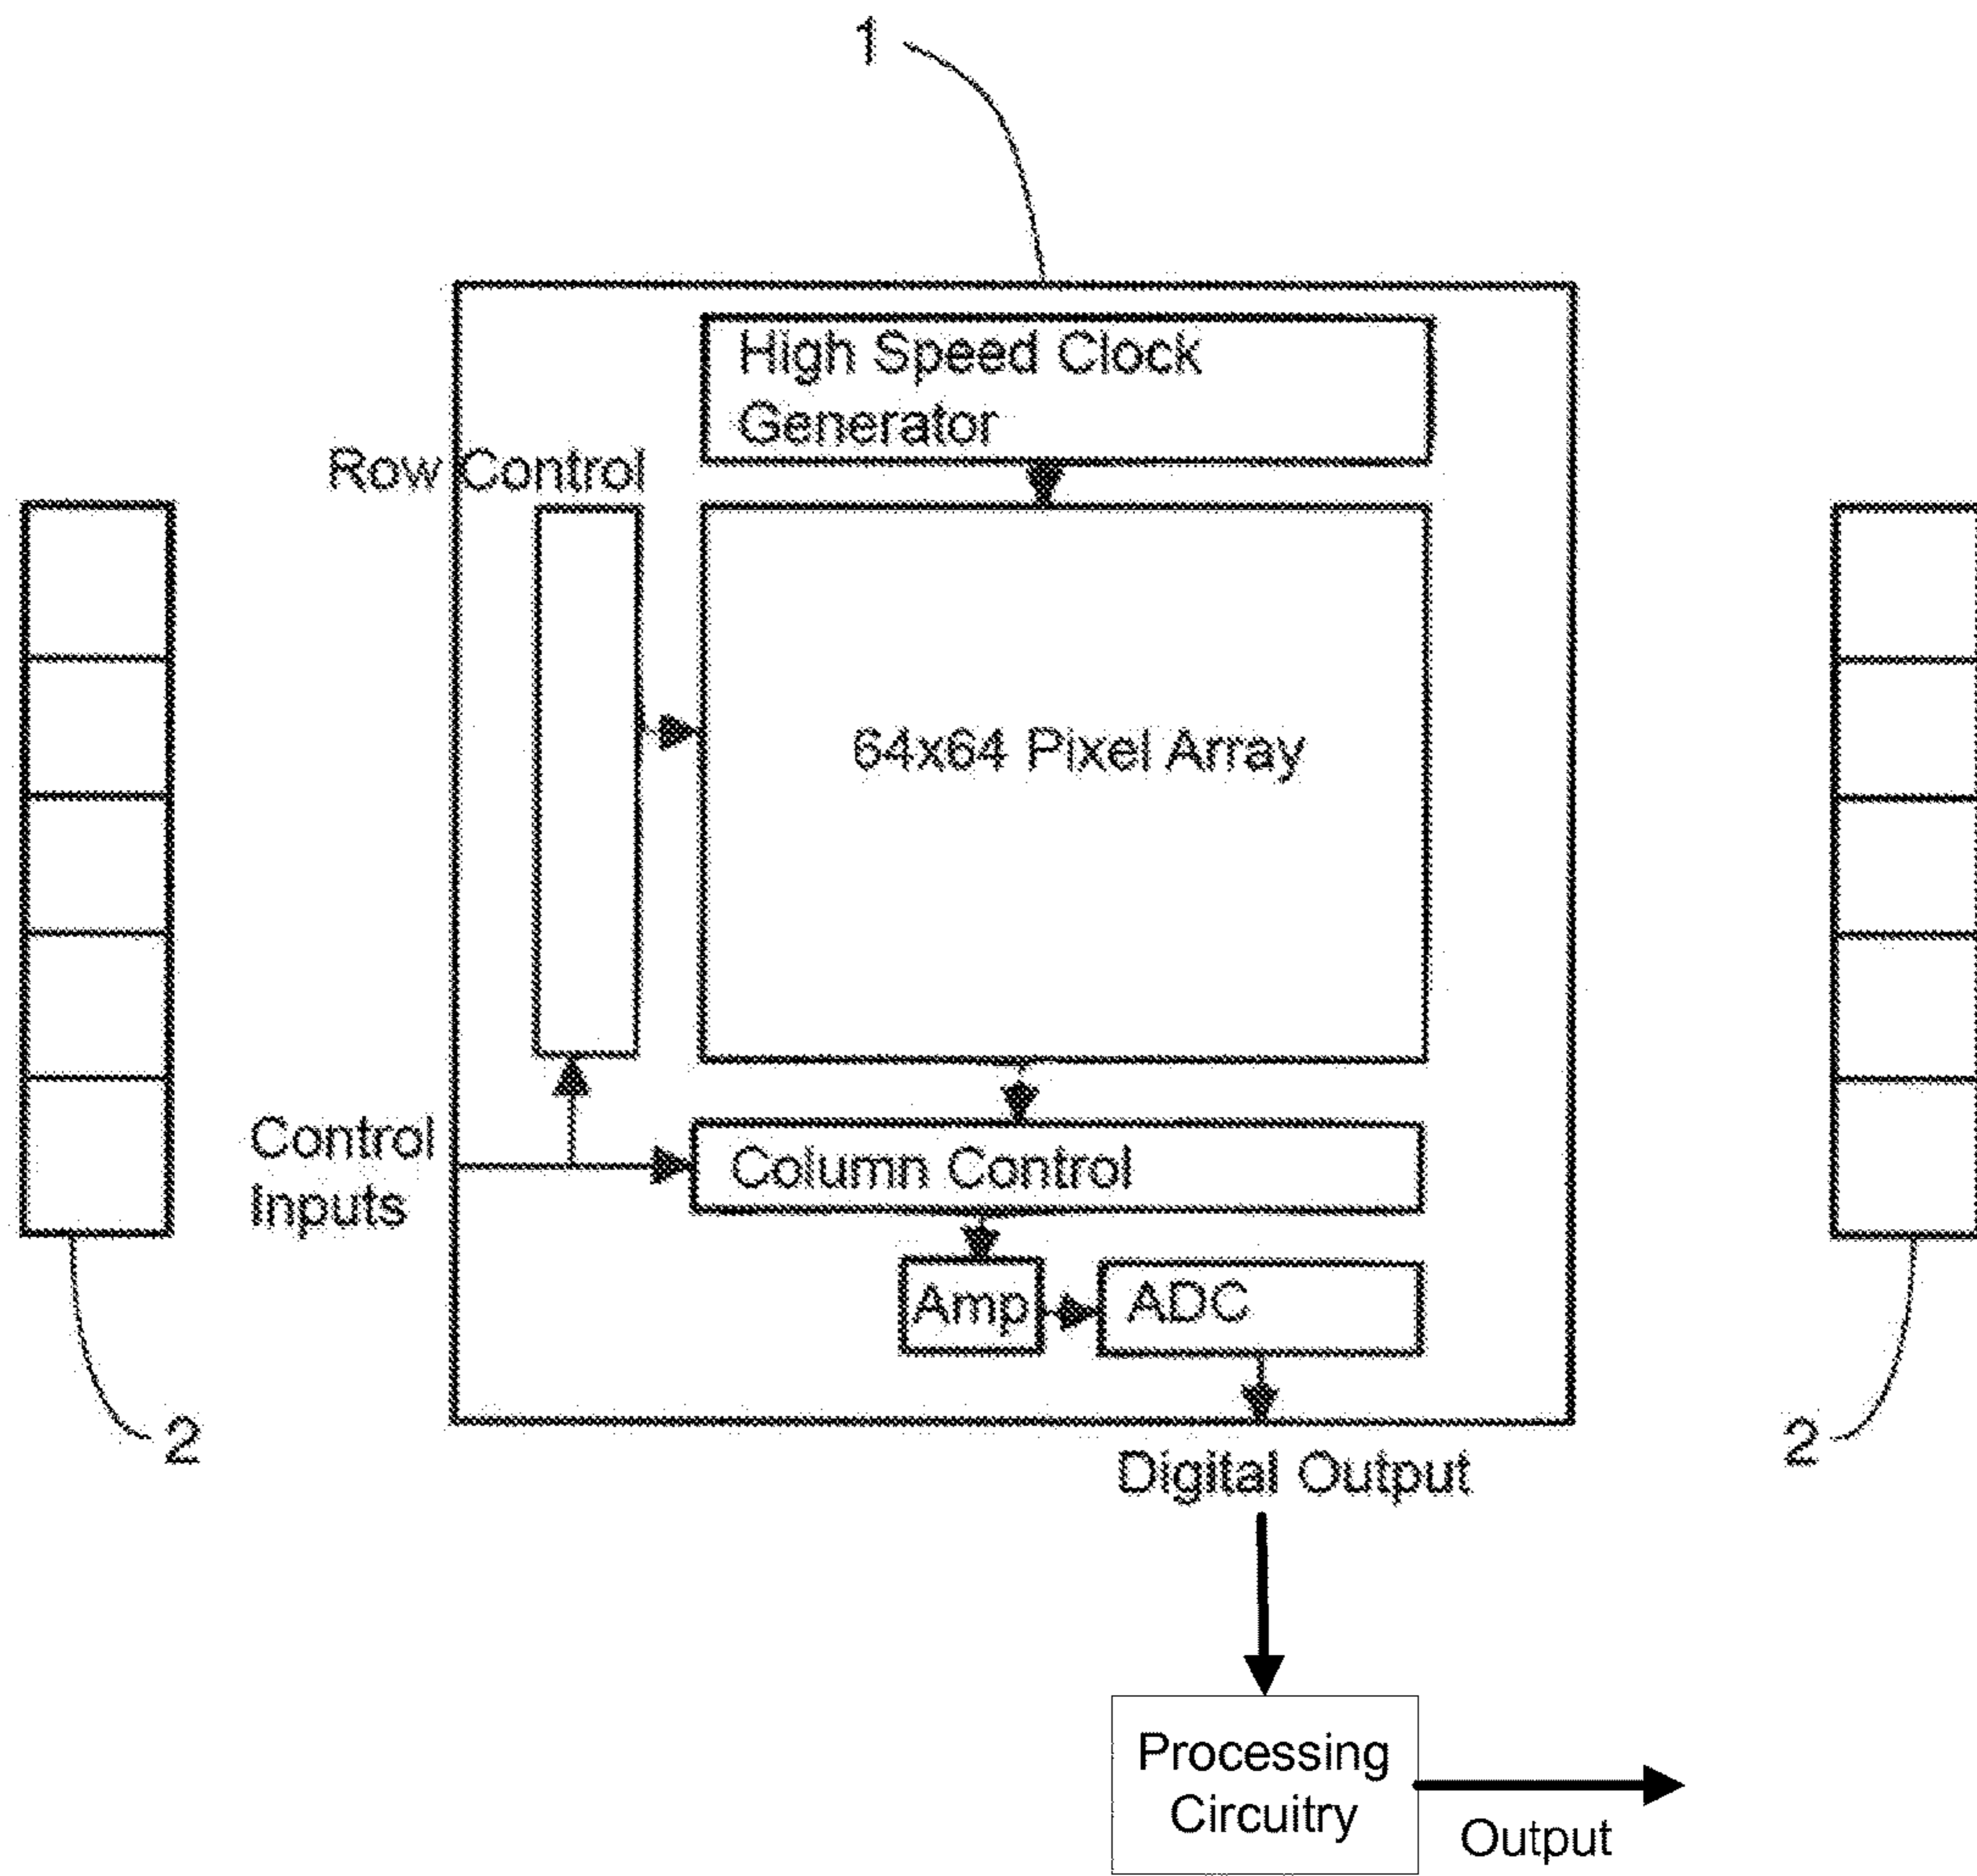 1
High Speed Clock
Generator
Row Control
64x64 Pixel Array
Control
Inputs
Column Control
Amp
ADC
2
2
Digital Output
Processing
Circuitry
Output